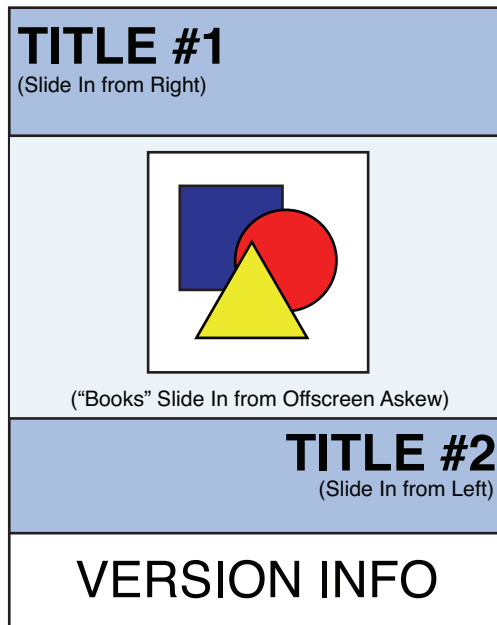 TITLE #1
(Slide In from Right)
(“Books” Slide In from Offscreen Askew)
TITLE #2
(Slide In from Left)
VERSION INFO